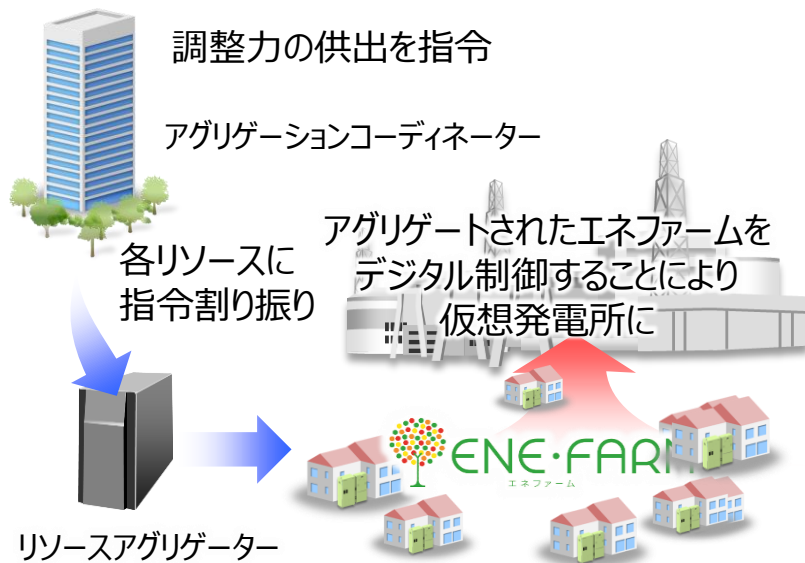 調整力の供出を指令
アグリゲーションコーディネーター
アグリゲートされたエネファームを
デジタル制御することにより
仮想発電所に
各リソースに
指令割り振り
ENE・FARM
エネファーム
リソースアグリゲーター